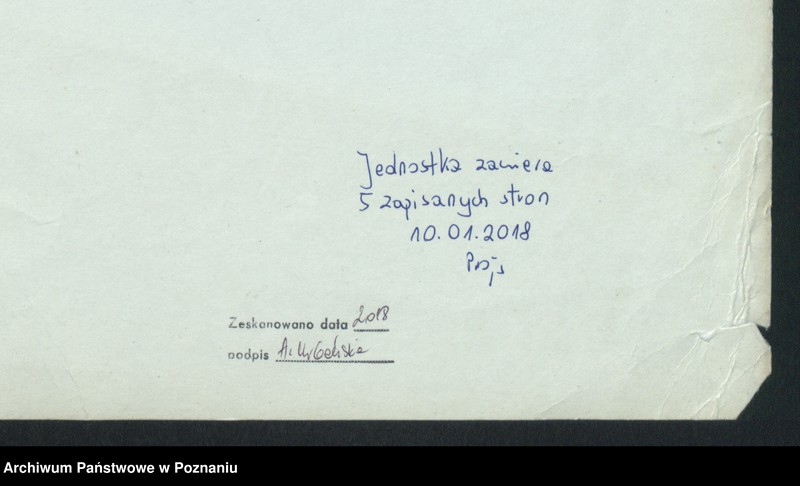 Jednostka zawiera
5 zapisanych stron
10.01.2018
Zeskanowano data 2018
podpis
Archiwum Państwowe w Poznaniu